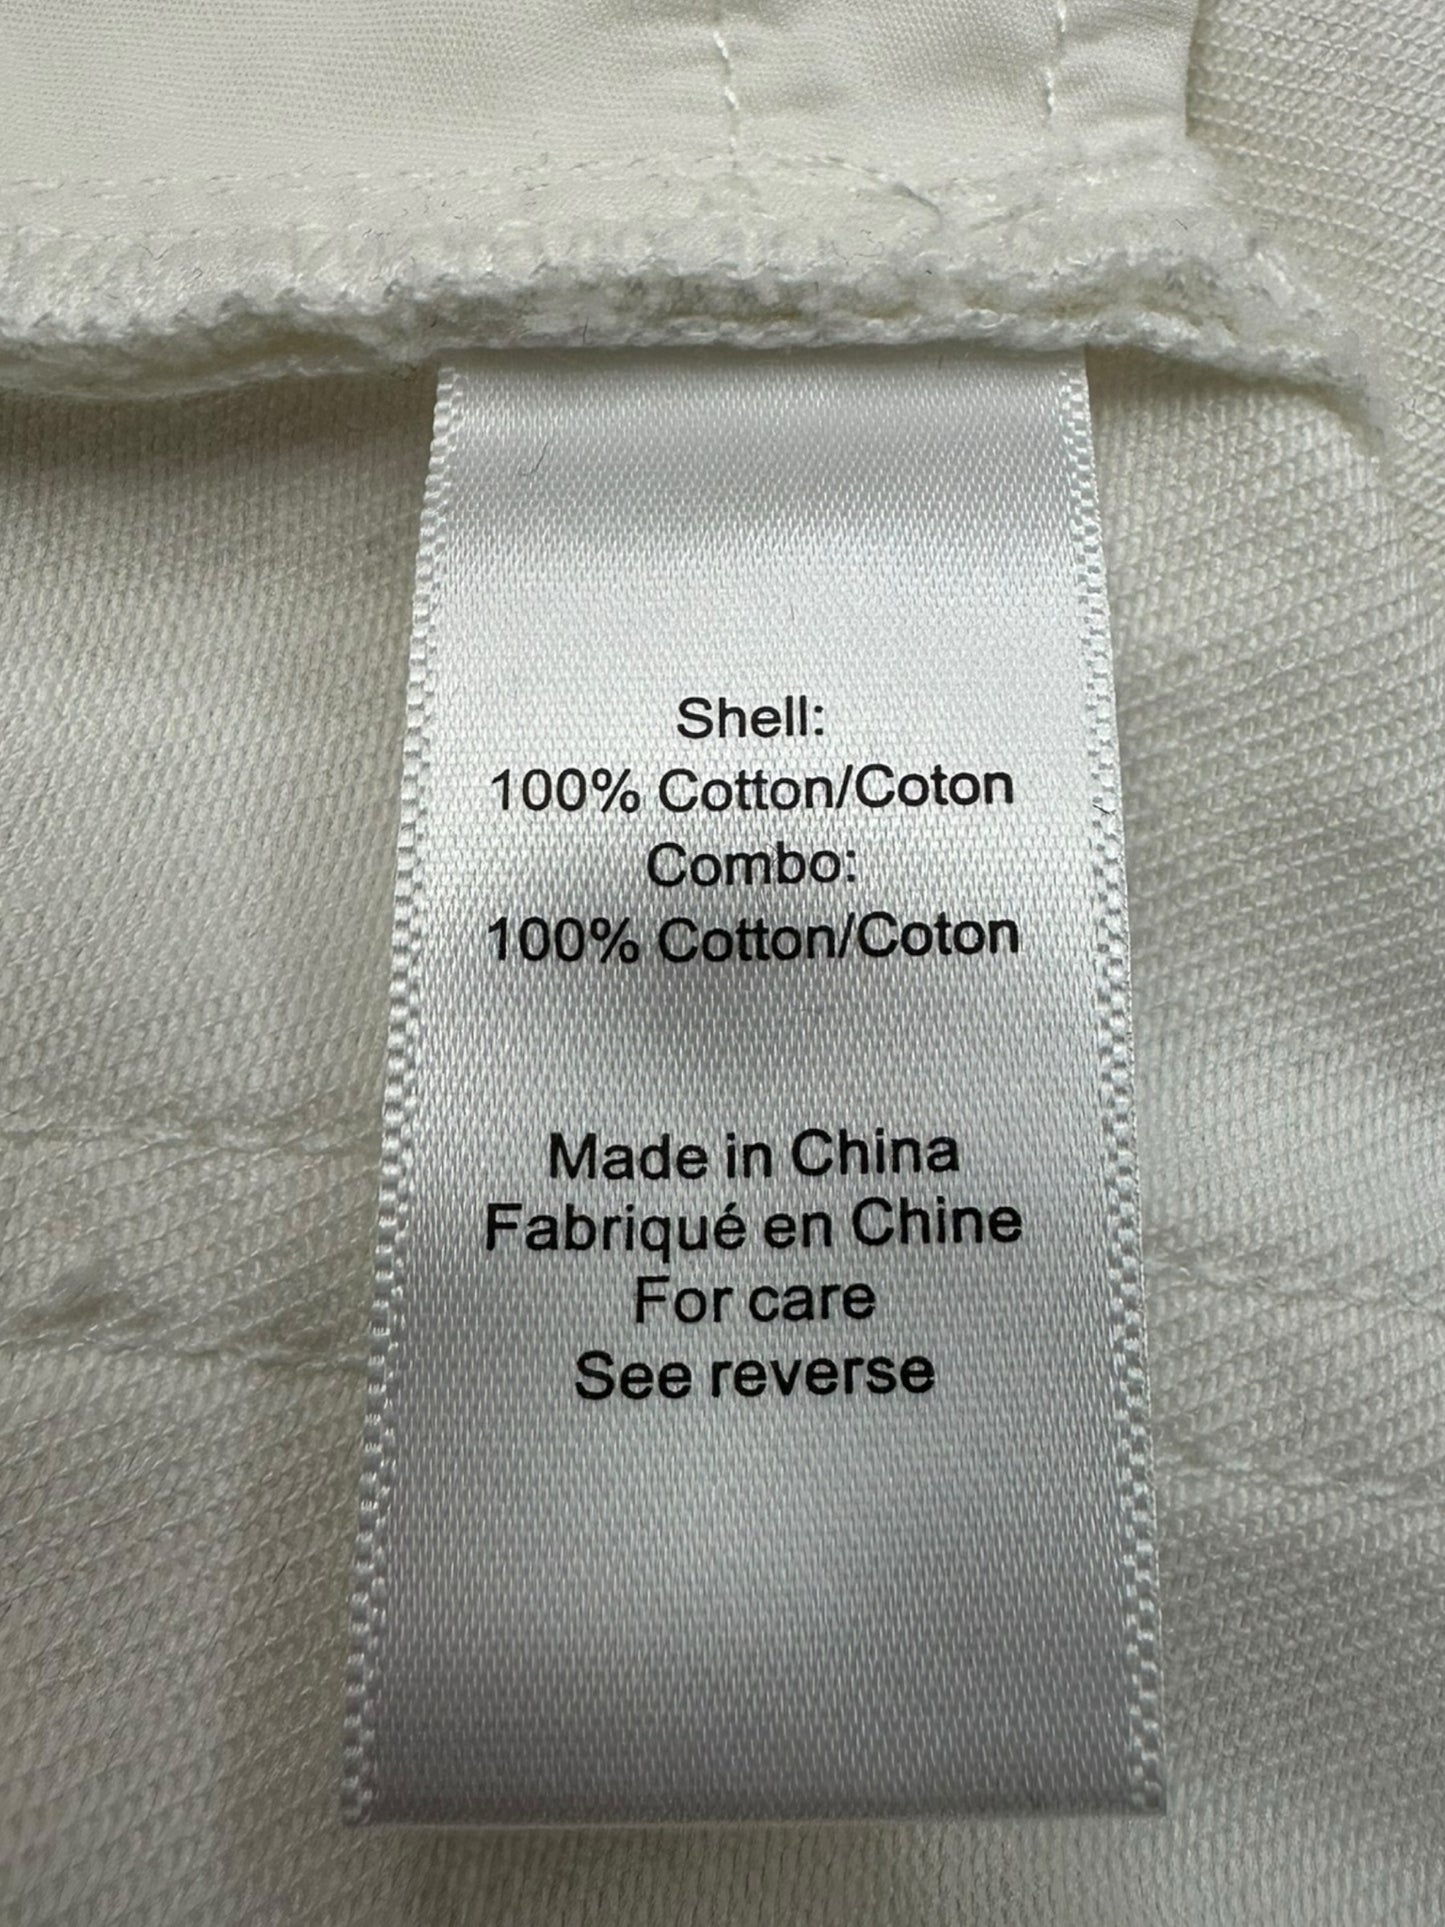 Shell:
100% Cotton/Coton
Combo:
100% Cotton/Coton
Made in China
Fabriqué en Chine
For care
See reverse